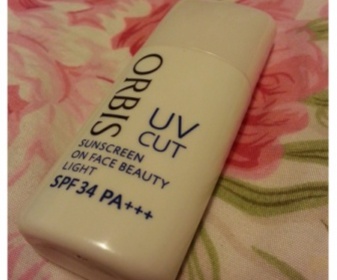 ORBIS
UV
CUT
SUNSCREEN
ON FACE BEAUTY
LIGHT
SPF 34 PA+++